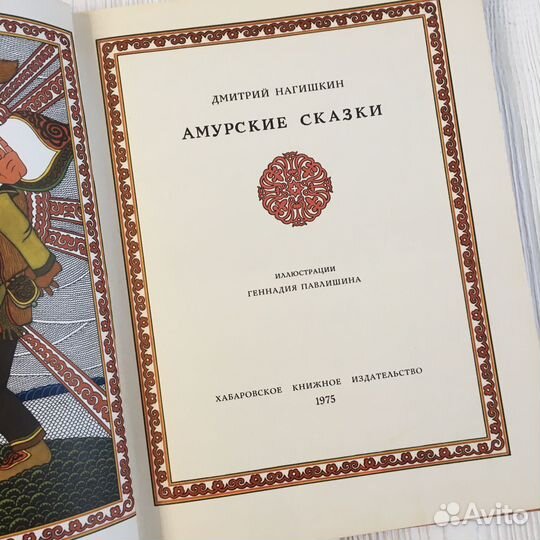 ДМИТРИЙ НАГИШКИН
АМУРСКИЕ СКАЗКИ
ИЛЛЮСТРАЦИИ
ГЕННАДИЯ ПАВЛИШИНА
ХАБАРОВСКОЕ КНИЖНОЕ ИЗДАТЕЛЬСТВО
1975
Avito